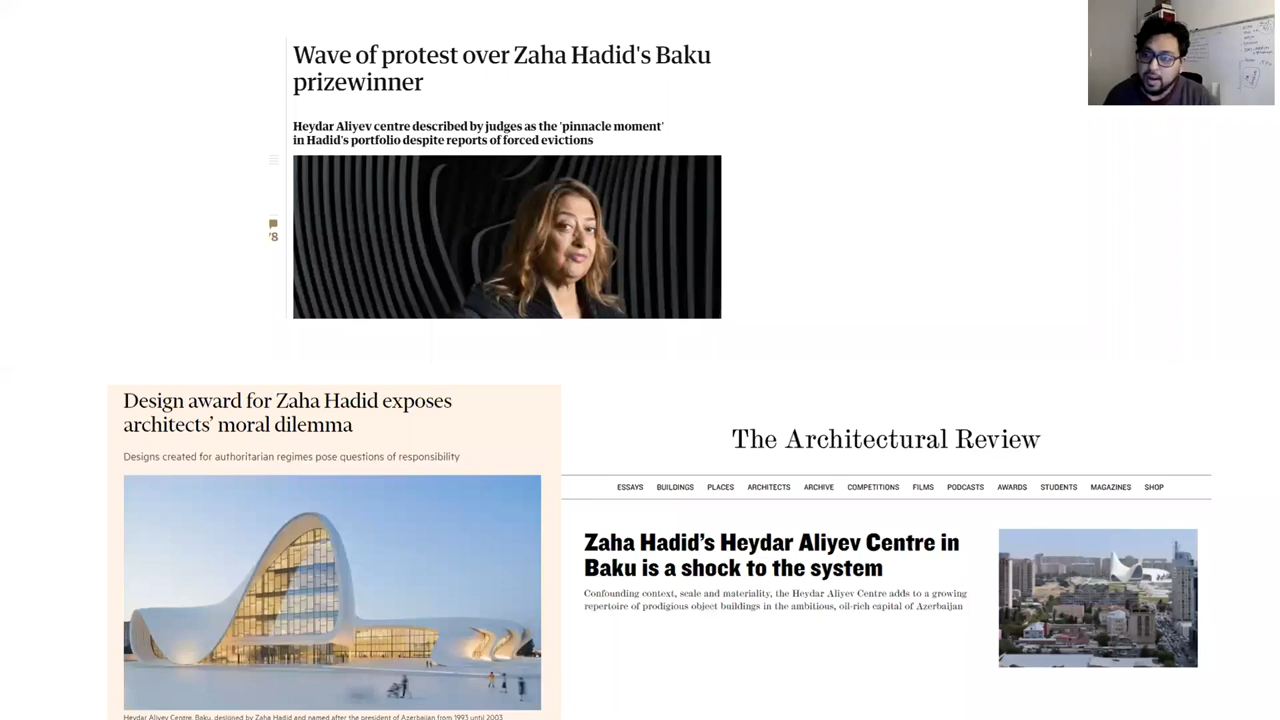 Wave of protest over Zaha Hadid's Baku
prizewinner
Heydar Aliyev centre described by judges as the 'pinnacle moment'
in Hadid's portfolio despite reports of forced evictions
Design award for Zaha Hadid exposes
architects' moral dilemma
Designs created for authoritarian regimes pose questions of responsibility
Heydar Aliyev Centre, Baku, designed by Zaha Hadid and named after the president of Azerbaijan from 1993 until 2003
The Architectural Review
ESSAYS BUILDINGS PLACES ARCHITECTS ARCHIVE COMPETITIONS FILMS PODCASTS AWARDS STUDENTS MAGAZINES SHOP
Zaha Hadid's Heydar Aliyev Centre in
Baku is a shock to the system
Confounding context, scale and materiality, the Heydar Aliyev Centre adds to a growing
repertoire of prodigious object buildings in the ambitious, oil-rich capital of Azerbaijan